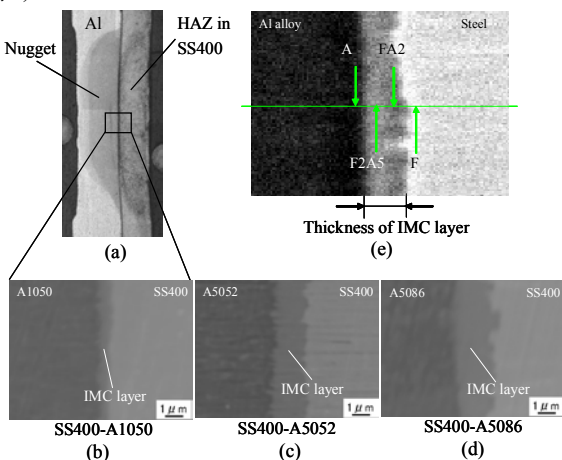 Al
HAZ in
SS400
Nugget
(a)
Al alloy
Steel
A
FA2
F2A5
F
Thickness of IMC layer
(e)
A1050
SS400
IMC layer
1 μm
SS400-A1050
(b)
A5052
SS400
IMC layer
1 μm
SS400-A5052
(c)
A5086
SS400
IMC layer
1 μm
SS400-A5086
(d)